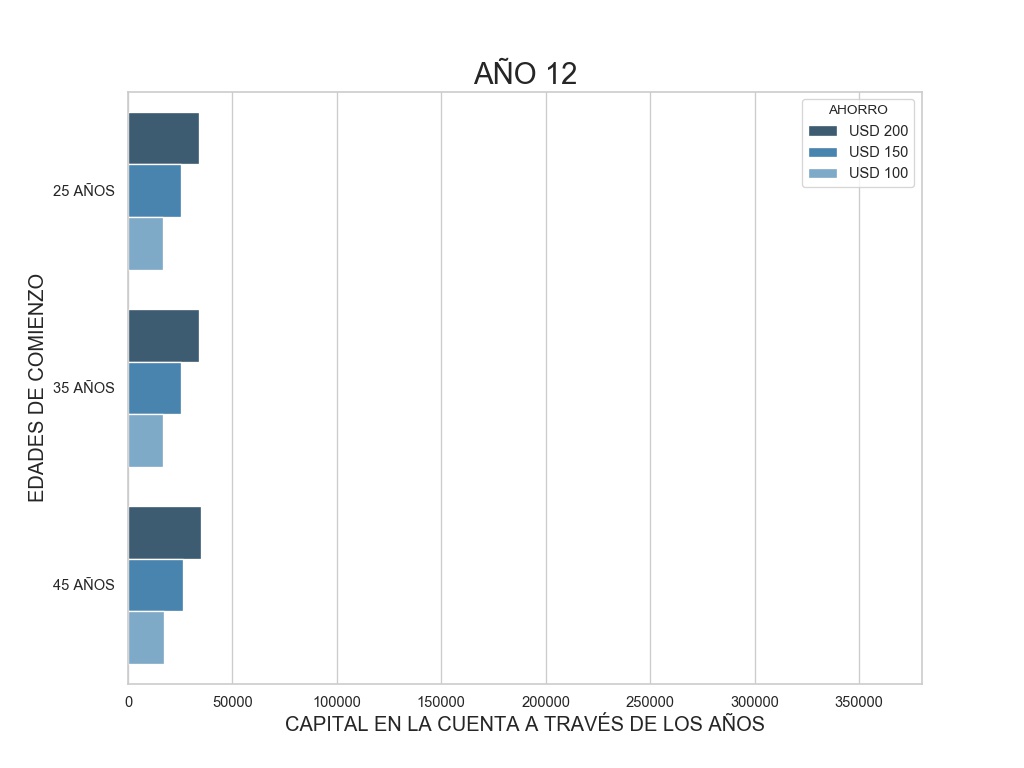 AÑO 12
AHORRO
USD 200
USD 150
USD 100
EDADES DE COMIENZO
25 AÑOS
35 AÑOS
45 AÑOS
0 50000 100000 150000 200000 250000 300000 350000
CAPITAL EN LA CUENTA A TRAVÉS DE LOS AÑOS